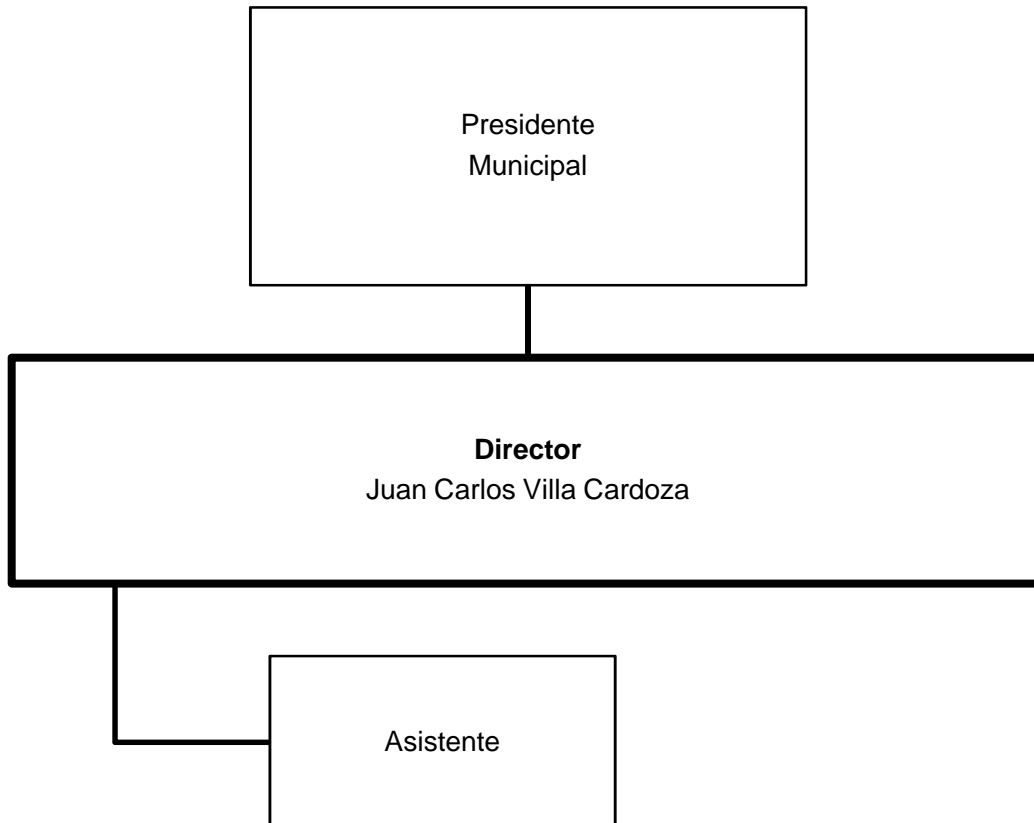 Presidente
Municipal
Director
Juan Carlos Villa Cardoza
Asistente